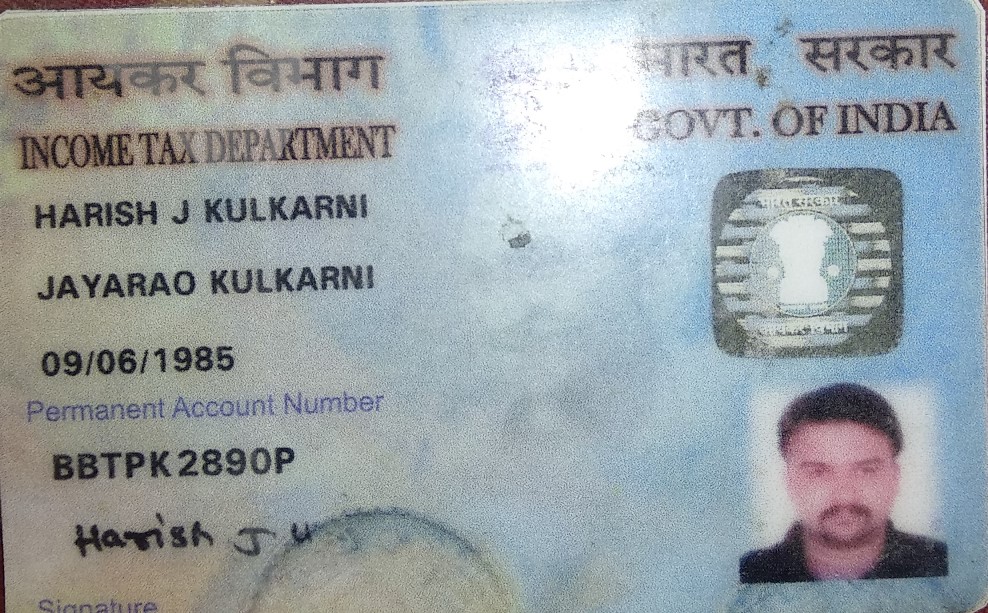 आयकर विभाग
भारत सरकार
INCOME TAX DEPARTMENT
GOVT. OF INDIA
HARISH J KULKARNI
JAYARAO KULKARNI
09/06/1985
Permanent Account Number
BBTPK2890P
Harish J
Signature